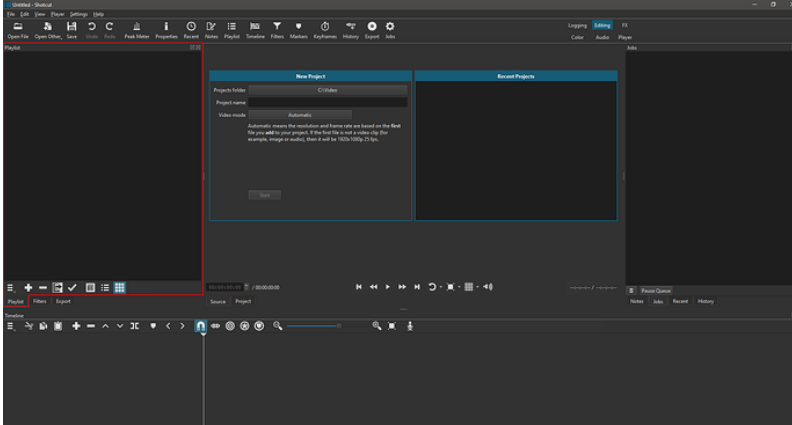 Untitled - Shotcut
File Edit View Player Settings Help
Open File Open Other.. Save Undo Redo Peak Meter Properties Recent Notes Playlist Timeline Filters Markers Keyframes History Export Jobs
Logging Editing FX
Color Audio Player
Playlist
Jobs
New Project
Recent Projects
Projects folder C:\Video
Project name
Video mode Automatic
Automatic means the resolution and frame rate are based on the first
file you add to your project. If the first file is not a video clip (for
example, image or audio), then it will be 1920x1080p 25 fps.
Start
00:00:00:00 / 00:00:00:00
--:--:--:-- / --:--:--:--
Pause Queue
Playlist Filters Export
Source Project
Notes Jobs Recent History
Timeline